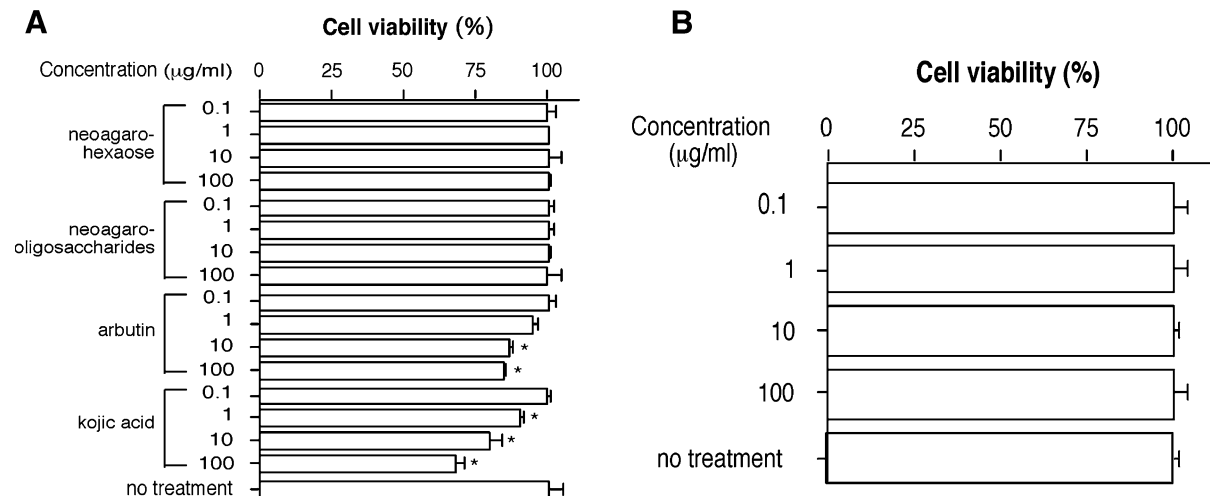 A
Cell viability (%)
Concentration (μg/ml) 0 25 50 75 100
neoagaro-
hexaose
0.1
1
10
100
neoagaro-
oligosaccharides
0.1
1
10
100
arbutin
0.1
1
10 *
100 *
kojic acid
0.1
1 *
10 *
100 *
no treatment
B
Cell viability (%)
Concentration
(μg/ml)
0 25 50 75 100
0.1
1
10
100
no treatment